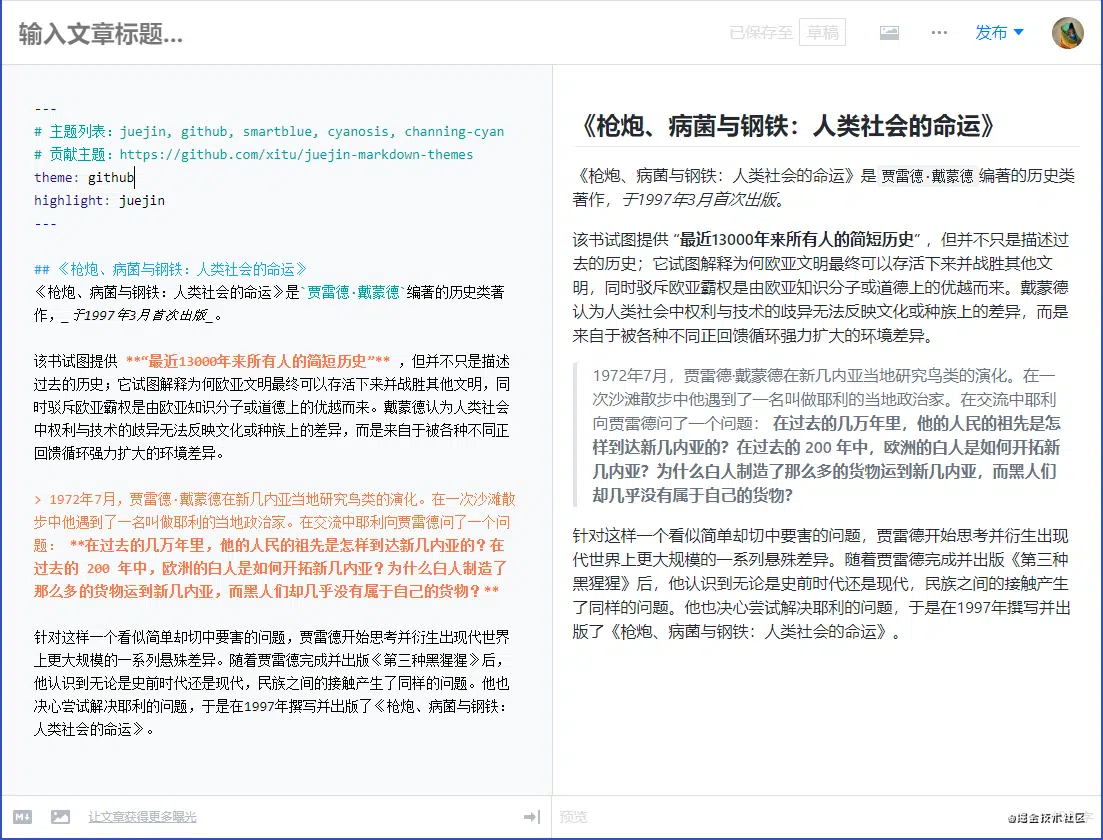 输入文章标题...
已保存至 草稿 ... 发布
---
# 主题列表：juejin, github, smartblue, cyanosis, channing-cyan
# 贡献主题：https://github.com/xitu/juejin-markdown-themes
theme: github
highlight: juejin
---
## 《枪炮、病菌与钢铁：人类社会的命运》
《枪炮、病菌与钢铁：人类社会的命运》是`贾雷德·戴蒙德`编著的历史类著
作，_于1997年3月首次出版_。
该书试图提供 **“最近13000年来所有人的简短历史”** ，但并不只是描述
过去的历史；它试图解释为何欧亚文明最终可以存活下来并战胜其他文明，同
时驳斥欧亚霸权是由欧亚知识分子或道德上的优越而来。戴蒙德认为人类社会
中权利与技术的歧异无法反映文化或种族上的差异，而是来自于被各种不同正
回馈循环强力扩大的环境差异。
> 1972年7月，贾雷德·戴蒙德在新几内亚当地研究鸟类的演化。在一次沙滩散
步中他遇到了一名叫做耶利的当地政治家。在交流中耶利向贾雷德问了一个问
题： **在过去的几万年里，他的人民的祖先是怎样到达新几内亚的？在
过去的 200 年中，欧洲的白人是如何开拓新几内亚？为什么白人制造了
那么多的货物运到新几内亚，而黑人们却几乎没有属于自己的货物？**
针对这样一个看似简单却切中要害的问题，贾雷德开始思考并衍生出现代世界
上更大规模的一系列悬殊差异。随着贾雷德完成并出版《第三种黑猩猩》后，
他认识到无论是史前时代还是现代，民族之间的接触产生了同样的问题。他也
决心尝试解决耶利的问题，于是在1997年撰写并出版了《枪炮、病菌与钢铁：
人类社会的命运》。
M↓ 让文章获得更多曝光
《枪炮、病菌与钢铁：人类社会的命运》
《枪炮、病菌与钢铁：人类社会的命运》是 贾雷德·戴蒙德 编著的历史类
著作，于1997年3月首次出版。
该书试图提供 “最近13000年来所有人的简短历史” ，但并不只是描述过
去的历史；它试图解释为何欧亚文明最终可以存活下来并战胜其他文
明，同时驳斥欧亚霸权是由欧亚知识分子或道德上的优越而来。戴蒙德
认为人类社会中权利与技术的歧异无法反映文化或种族上的差异，而是
来自于被各种不同正回馈循环强力扩大的环境差异。
1972年7月，贾雷德·戴蒙德在新几内亚当地研究鸟类的演化。在一
次沙滩散步中他遇到了一名叫做耶利的当地政治家。在交流中耶利
向贾雷德问了一个问题： 在过去的几万年里，他的人民的祖先是怎
样到达新几内亚的？在过去的 200 年中，欧洲的白人是如何开拓新
几内亚？为什么白人制造了那么多的货物运到新几内亚，而黑人们
却几乎没有属于自己的货物？
针对这样一个看似简单却切中要害的问题，贾雷德开始思考并衍生出现
代世界上更大规模的一系列悬殊差异。随着贾雷德完成并出版《第三种
黑猩猩》后，他认识到无论是史前时代还是现代，民族之间的接触产生
了同样的问题。他也决心尝试解决耶利的问题，于是在1997年撰写并出
版了《枪炮、病菌与钢铁：人类社会的命运》。
预览
@掘金技术社区